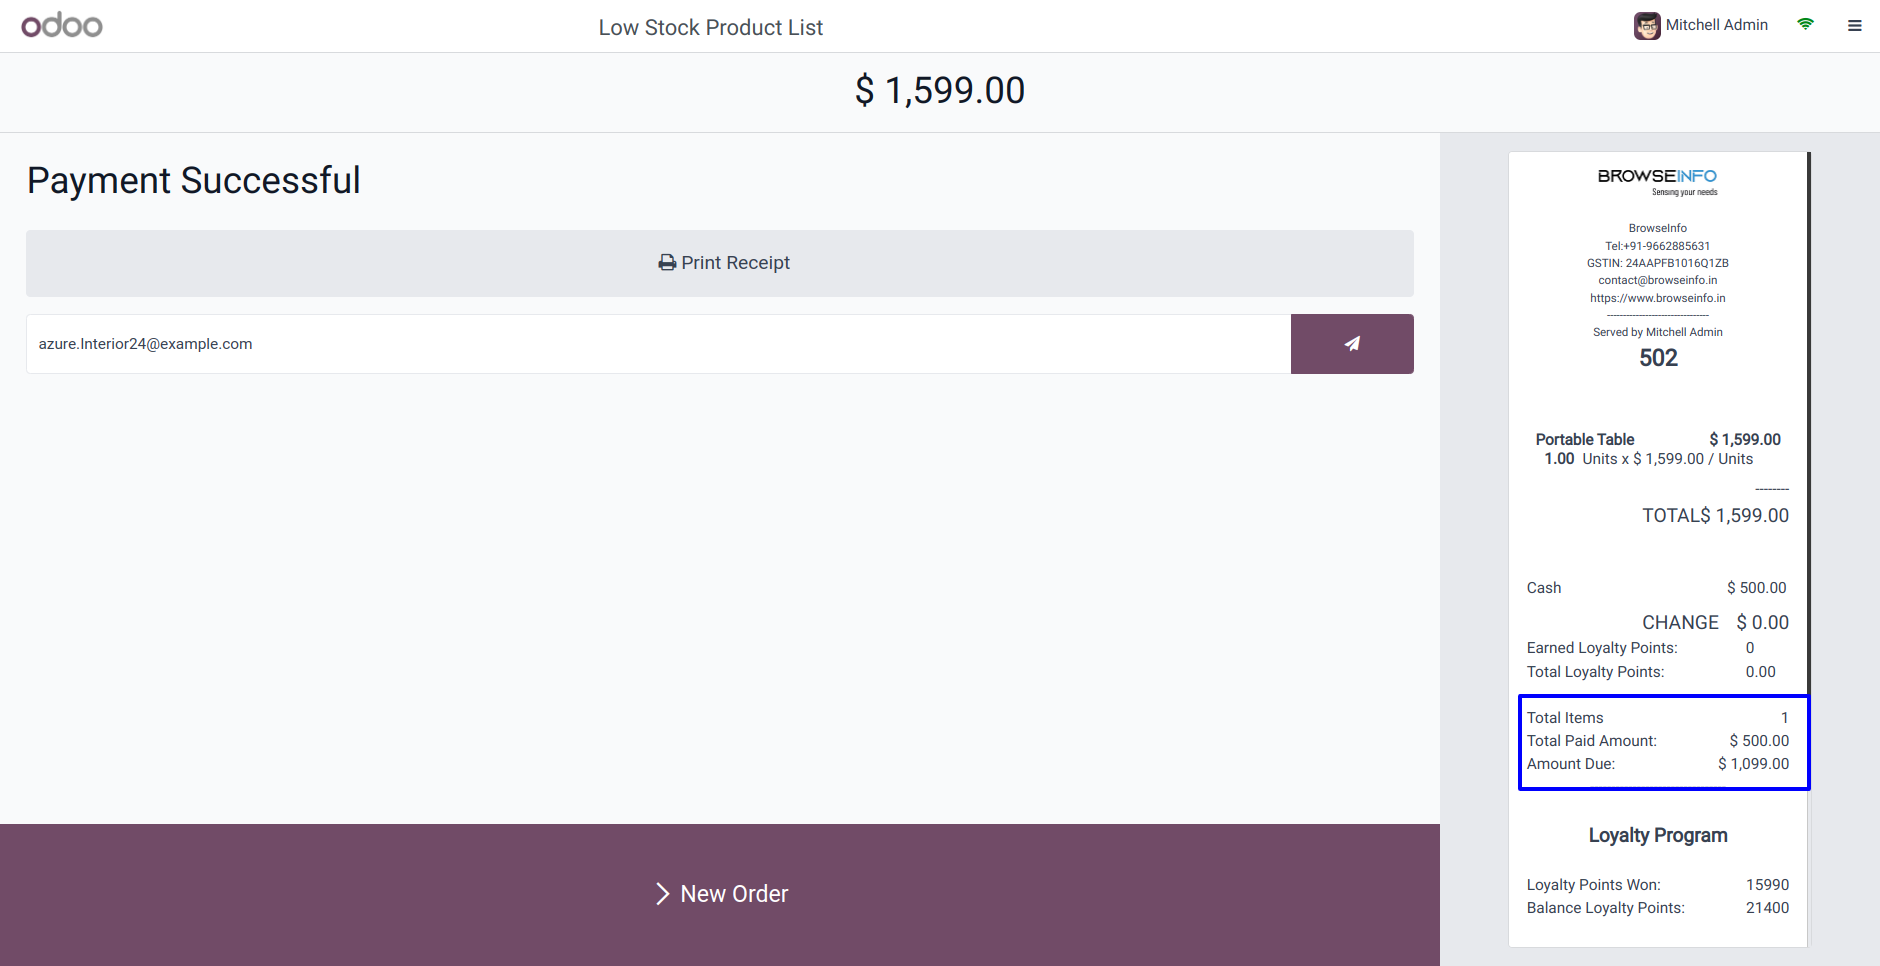 odoo
Low Stock Product List
Mitchell Admin
$ 1,599.00
Payment Successful
Print Receipt
azure.Interior24@example.com
New Order
BROWSEINFO
Sensing your needs
BrowseInfo
Tel:+91-9662885631
GSTIN: 24AAPFB1016Q1ZB
contact@browseinfo.in
https://www.browseinfo.in
--------------------------------
Served by Mitchell Admin
502
Portable Table $ 1,599.00
1.00 Units x $ 1,599.00 / Units
--------
TOTAL$ 1,599.00
Cash $ 500.00
CHANGE $ 0.00
Earned Loyalty Points: 0
Total Loyalty Points: 0.00
Total Items 1
Total Paid Amount: $ 500.00
Amount Due: $ 1,099.00
Loyalty Program
Loyalty Points Won: 15990
Balance Loyalty Points: 21400